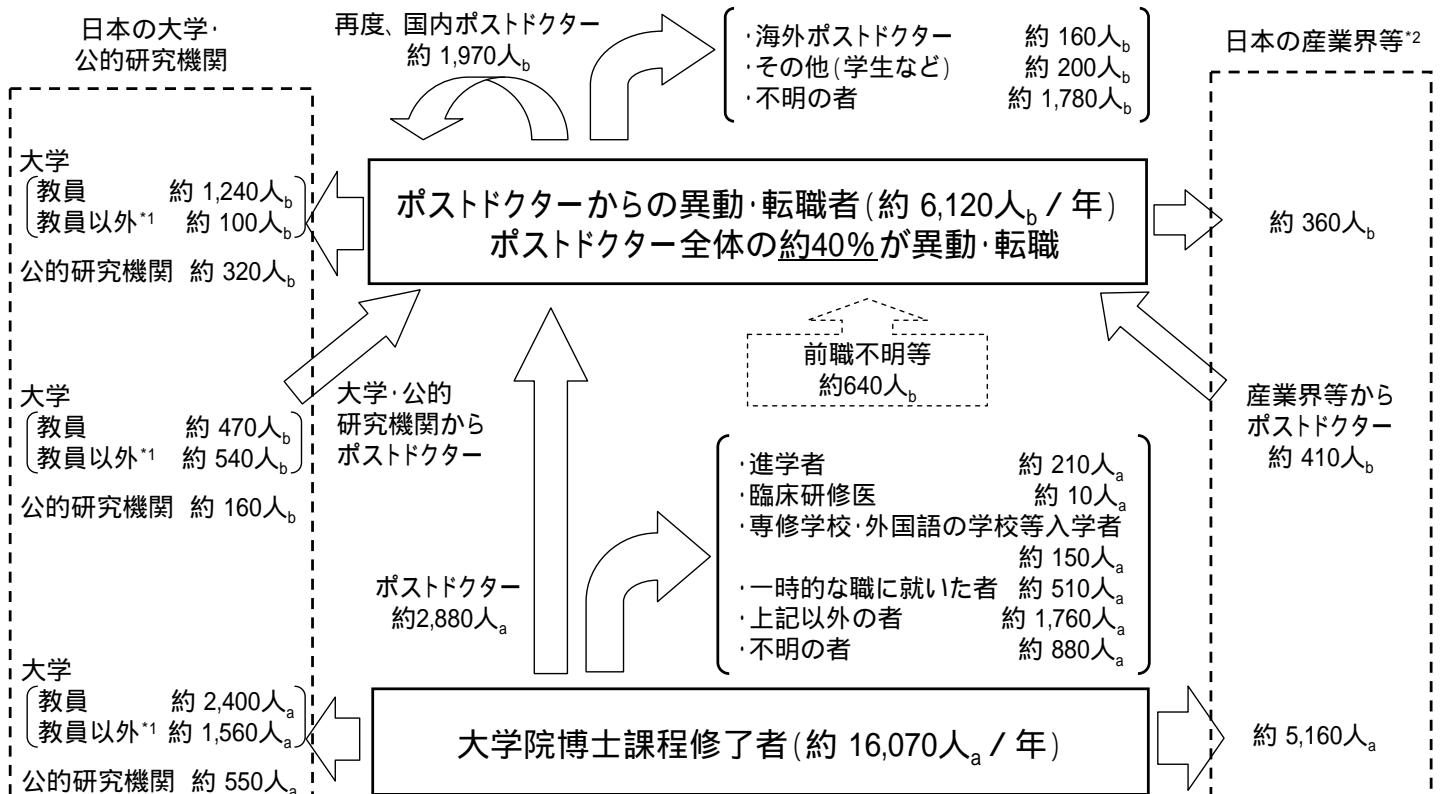 日本の大学・
公的研究機関
再度、国内ポストドクター
約 1,970人b
・海外ポストドクター 約 160人b
・その他(学生など) 約 200人b
・不明の者 約 1,780人b
日本の産業界等*2
大学
教員 約 1,240人b
教員以外*1 約 100人b
公的研究機関 約 320人b
ポストドクターからの異動・転職者(約 6,120人b / 年)
ポストドクター全体の約40%が異動・転職
約 360人b
前職不明等
約640人b
大学
教員 約 470人b
教員以外*1 約 540人b
公的研究機関 約 160人b
大学・公的
研究機関から
ポストドクター
産業界等から
ポストドクター
約 410人b
・進学者 約 210人a
・臨床研修医 約 10人a
・専修学校・外国語の学校等入学者
約 150人a
・一時的な職に就いた者 約 510人a
・上記以外の者 約 1,760人a
・不明の者 約 880人a
ポストドクター
約2,880人a
大学
教員 約 2,400人a
教員以外*1 約 1,560人a
公的研究機関 約 550人a
大学院博士課程修了者(約 16,070人a / 年)
約 5,160人a